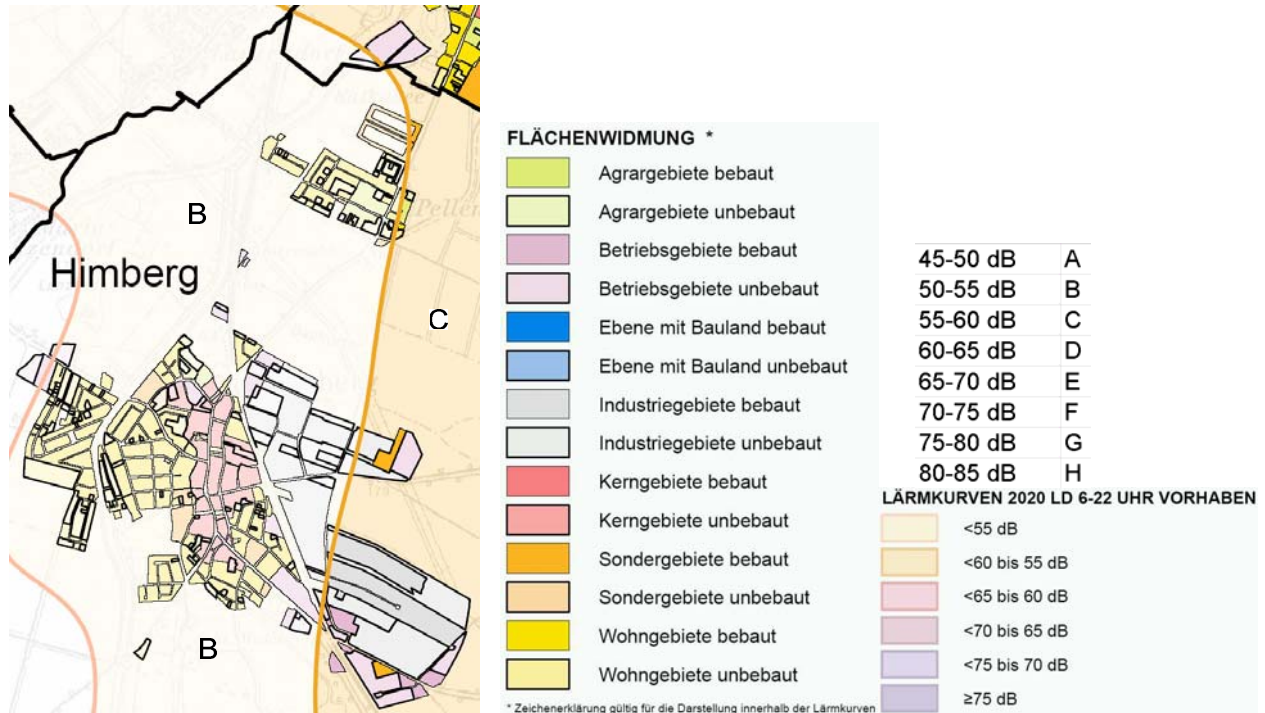 B
Himberg
Pellen
C
B
FLÄCHENWIDMUNG *
Agrargebiete bebaut
Agrargebiete unbebaut
Betriebsgebiete bebaut
Betriebsgebiete unbebaut
Ebene mit Bauland bebaut
Ebene mit Bauland unbebaut
Industriegebiete bebaut
Industriegebiete unbebaut
Kerngebiete bebaut
Kerngebiete unbebaut
Sondergebiete bebaut
Sondergebiete unbebaut
Wohngebiete bebaut
Wohngebiete unbebaut
* Zeichenerklärung gültig für die Darstellung innerhalb der Lärmkurven
45-50 dB A
50-55 dB B
55-60 dB C
60-65 dB D
65-70 dB E
70-75 dB F
75-80 dB G
80-85 dB H
LÄRMKURVEN 2020 LD 6-22 UHR VORHABEN
<55 dB
<60 bis 55 dB
<65 bis 60 dB
<70 bis 65 dB
<75 bis 70 dB
≥75 dB